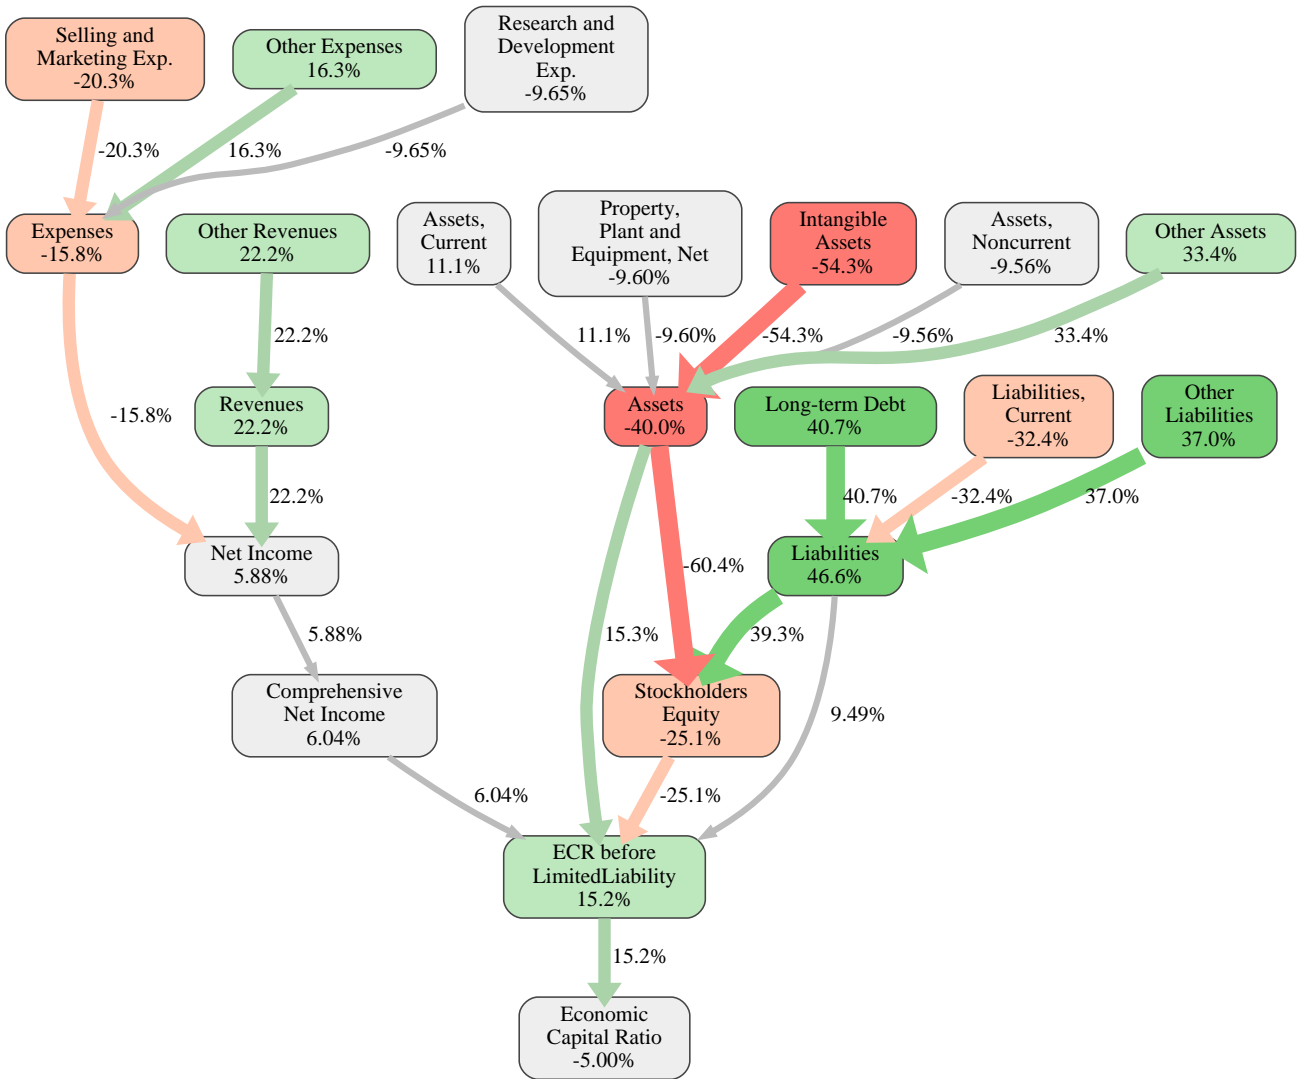 Selling and
Marketing Exp.
-20.3%
Other Expenses
16.3%
Research and
Development
Exp.
-9.65%
-20.3%
16.3%
-9.65%
Expenses
-15.8%
Other Revenues
22.2%
Assets,
Current
11.1%
Property,
Plant and
Equipment, Net
-9.60%
Intangible
Assets
-54.3%
Assets,
Noncurrent
-9.56%
Other Assets
33.4%
22.2%
11.1%
-9.60%
-54.3%
-9.56%
33.4%
-15.8%
Revenues
22.2%
Assets
-40.0%
Long-term Debt
40.7%
Liabilities,
Current
-32.4%
Other
Liabilities
37.0%
22.2%
40.7%
-32.4%
37.0%
Net Income
5.88%
-60.4%
Liabilities
46.6%
5.88%
15.3%
39.3%
Comprehensive
Net Income
6.04%
Stockholders
Equity
-25.1%
9.49%
6.04%
-25.1%
ECR before
LimitedLiability
15.2%
15.2%
Economic
Capital Ratio
-5.00%